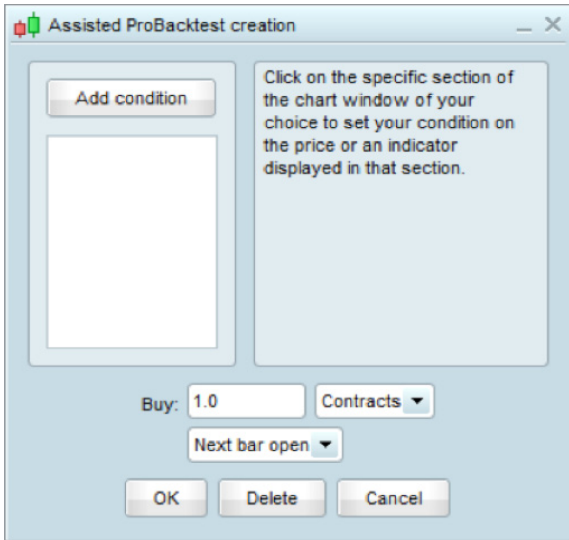 Assisted ProBacktest creation
Add condition
Click on the specific section of
the chart window of your
choice to set your condition on
the price or an indicator
displayed in that section.
Buy: 1.0 Contracts
Next bar open
OK Delete Cancel